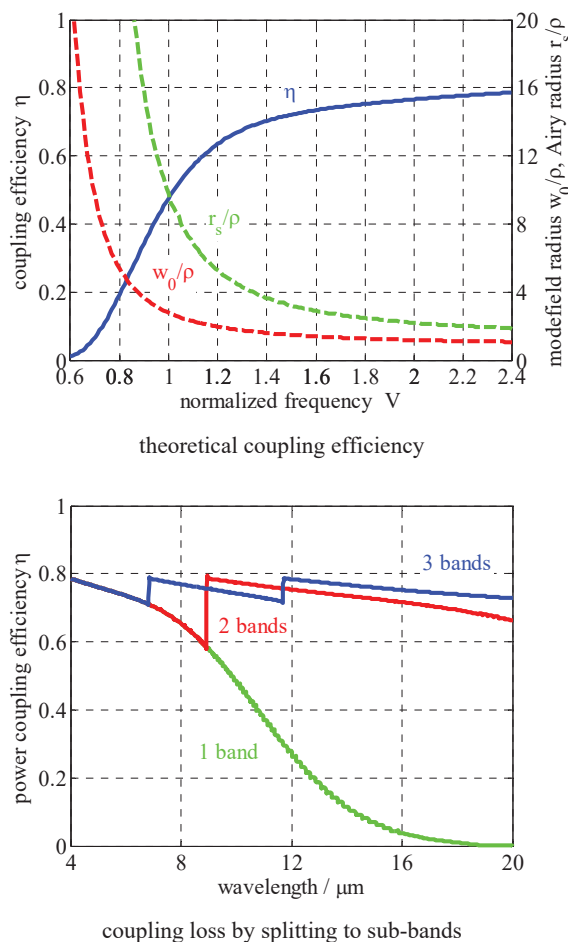 1
0.8
0.6
0.4
0.2
0
coupling efficiency η
20
16
12
8
4
0
modefield radius w₀/ρ, Airy radius rₛ/ρ
η
rₛ/ρ
w₀/ρ
0.6 0.8 1 1.2 1.4 1.6 1.8 2 2.2 2.4
normalized frequency V
theoretical coupling efficiency
1
0.8
0.6
0.4
0.2
0
power coupling efficiency η
3 bands
2 bands
1 band
4 8 12 16 20
wavelength / μm
coupling loss by splitting to sub-bands